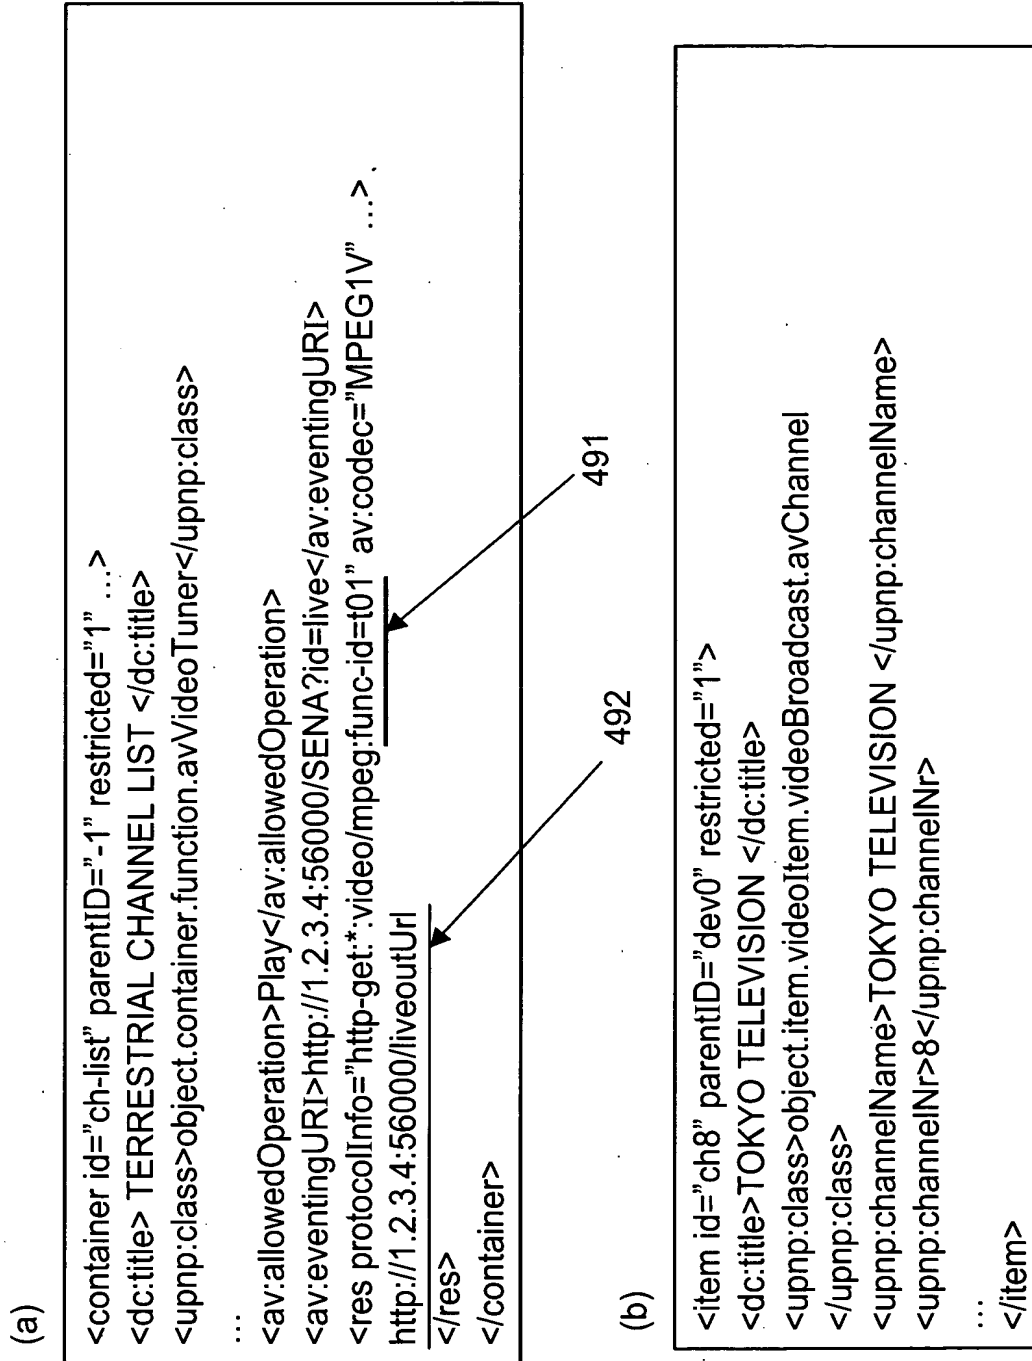 (a)
<container id=”ch-list” parentID=”-1” restricted=”1” …>
<dc:title> TERRESTRIAL CHANNEL LIST </dc:title>
<upnp:class>object.container.function.avVideoTuner</upnp:class>
…
<av:allowedOperation>Play</av:allowedOperation>
<av:eventingURI>http://1.2.3.4:56000/SENA?id=live</av:eventingURI>
<res protocolInfo=”http-get:*:video/mpeg:func-id=t01” av:codec=”MPEG1V” …>
http://1.2.3.4:56000/liveoutUrl
</res>
</container>
491
492
(b)
<item id=”ch8” parentID=”dev0” restricted=”1”>
<dc:title>TOKYO TELEVISION </dc:title>
<upnp:class>object.item.videoItem.videoBroadcast.avChannel
</upnp:class>
<upnp:channelName>TOKYO TELEVISION </upnp:channelName>
<upnp:channelNr>8</upnp:channelNr>
…
</item>